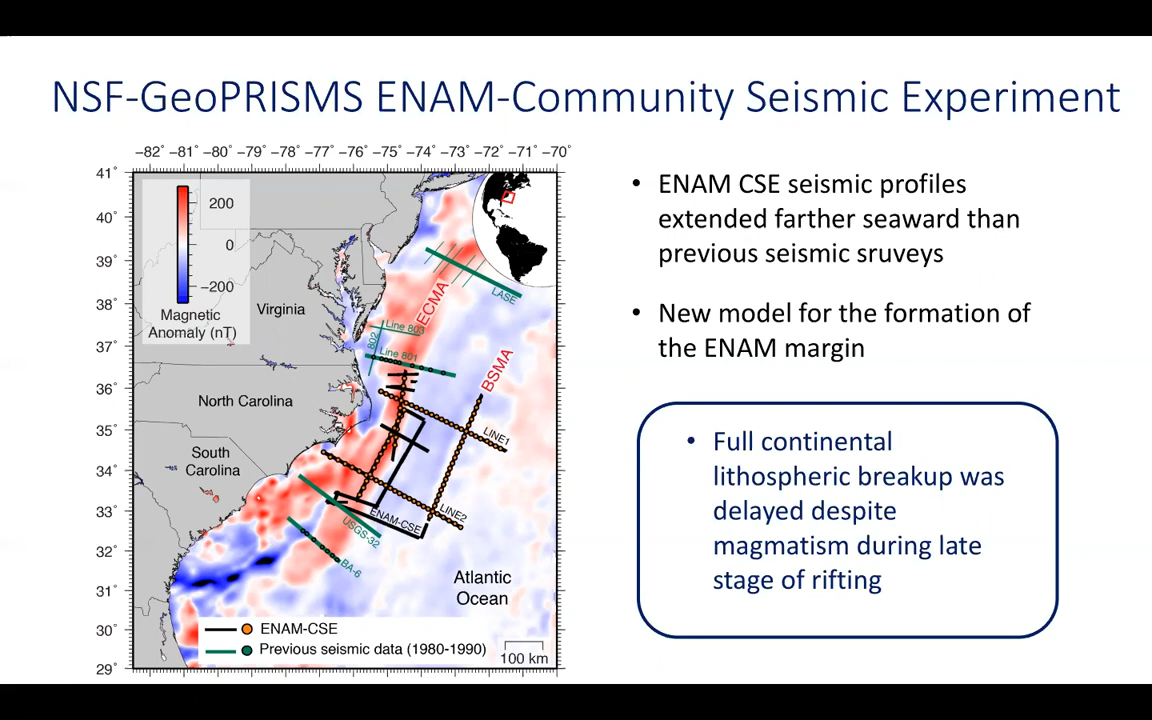 NSF-GeoPRISMS ENAM-Community Seismic Experiment
−82° −81° −80° −79° −78° −77° −76° −75° −74° −73° −72° −71° −70°
41°
40°
39°
38°
37°
36°
35°
34°
33°
32°
31°
30°
29°
200
0
−200
Magnetic
Anomaly (nT)
Virginia
North Carolina
South
Carolina
ECMA
BSMA
LASE
Line 803
802
Line 801
LINE1
LINE2
ENAM-CSE
USGS-32
BA-6
Atlantic
Ocean
ENAM-CSE
Previous seismic data (1980-1990)
100 km
• ENAM CSE seismic profiles
extended farther seaward than
previous seismic sruveys
• New model for the formation of
the ENAM margin
• Full continental
lithospheric breakup was
delayed despite
magmatism during late
stage of rifting